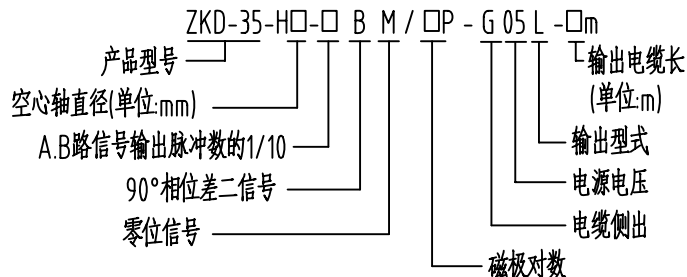 ZKD-35-H□-□ B M / □P - G 05 L - □m
产品型号
输出电缆长
(单位:m)
空心轴直径(单位:mm)
A.B路信号输出脉冲数的1/10
输出型式
90°相位差二信号
电源电压
零位信号
电缆侧出
磁极对数